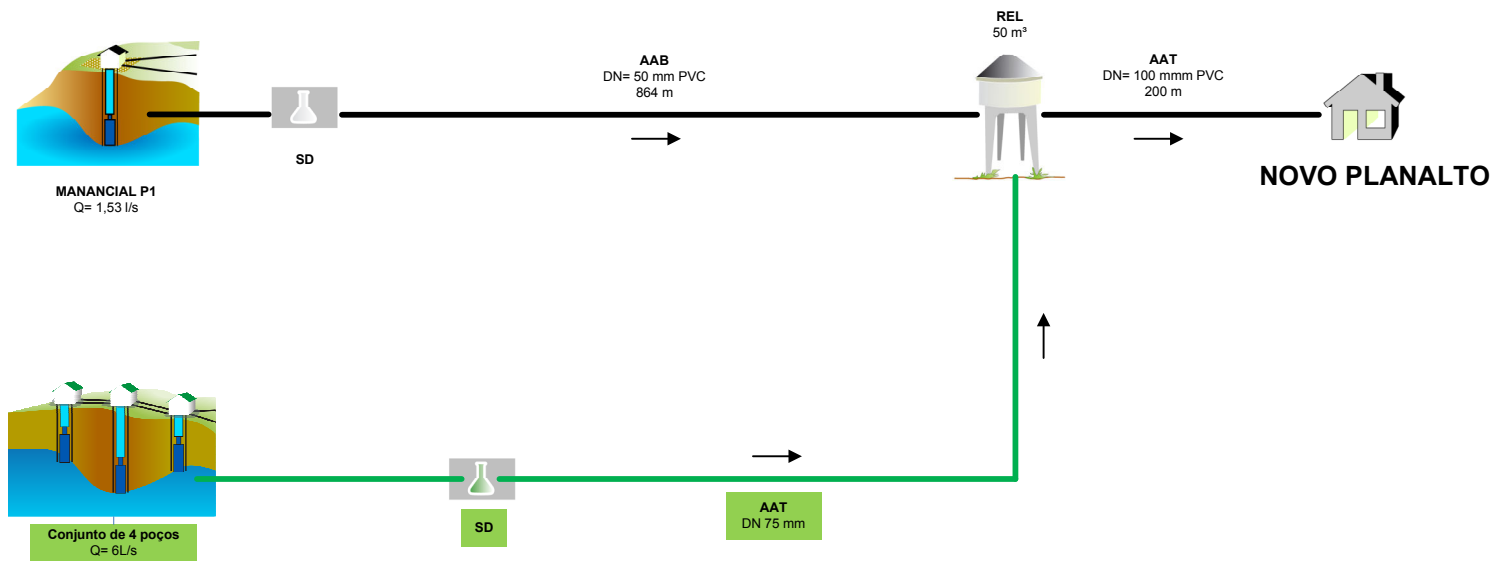 REL
50 m³
AAB
DN= 50 mm PVC
864 m
AAT
DN= 100 mmm PVC
200 m
SD
NOVO PLANALTO
MANANCIAL P1
Q= 1,53 l/s
Conjunto de 4 poços
Q= 6L/s
SD
AAT
DN 75 mm